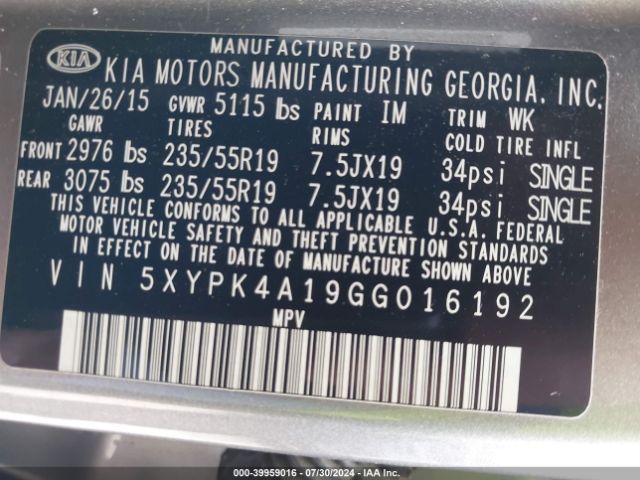 MANUFACTURED BY
KIA KIA MOTORS MANUFACTURING GEORGIA, INC.
JAN/26/15 GVWR 5115 lbs PAINT IM TRIM WK
GAWR TIRES RIMS COLD TIRE INFL
FRONT 2976 lbs 235/55R19 7.5JX19 34psi SINGLE
REAR 3075 lbs 235/55R19 7.5JX19 34psi SINGLE
THIS VEHICLE CONFORMS TO ALL APPLICABLE U.S.A. FEDERAL
MOTOR VEHICLE SAFETY AND THEFT PREVENTION STANDARDS
IN EFFECT ON THE DATE OF MANUFACTURE SHOWN ABOVE
VIN 5XYPK4A19GG016192
MPV
000-39959016 - 07/30/2024 - IAA Inc.